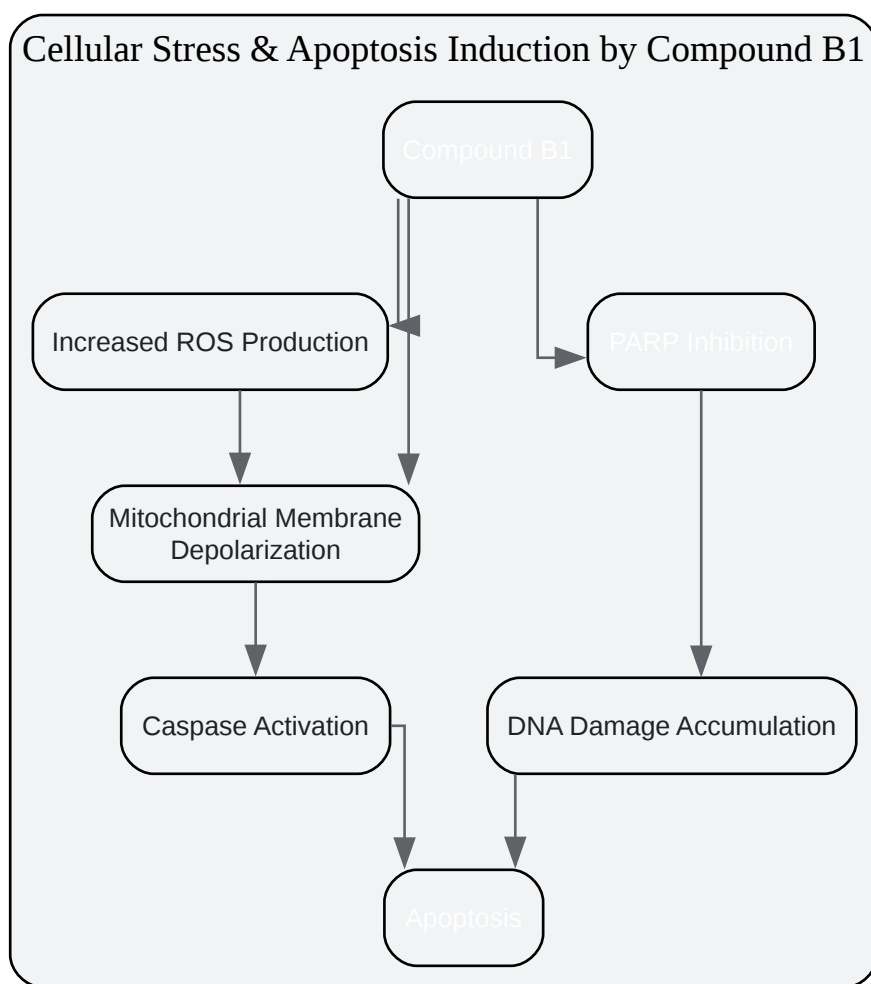 Cellular Stress & Apoptosis Induction by Compound B1
Compound B1
Increased ROS Production
PARP Inhibition
Mitochondrial Membrane
Depolarization
Caspase Activation
DNA Damage Accumulation
Apoptosis